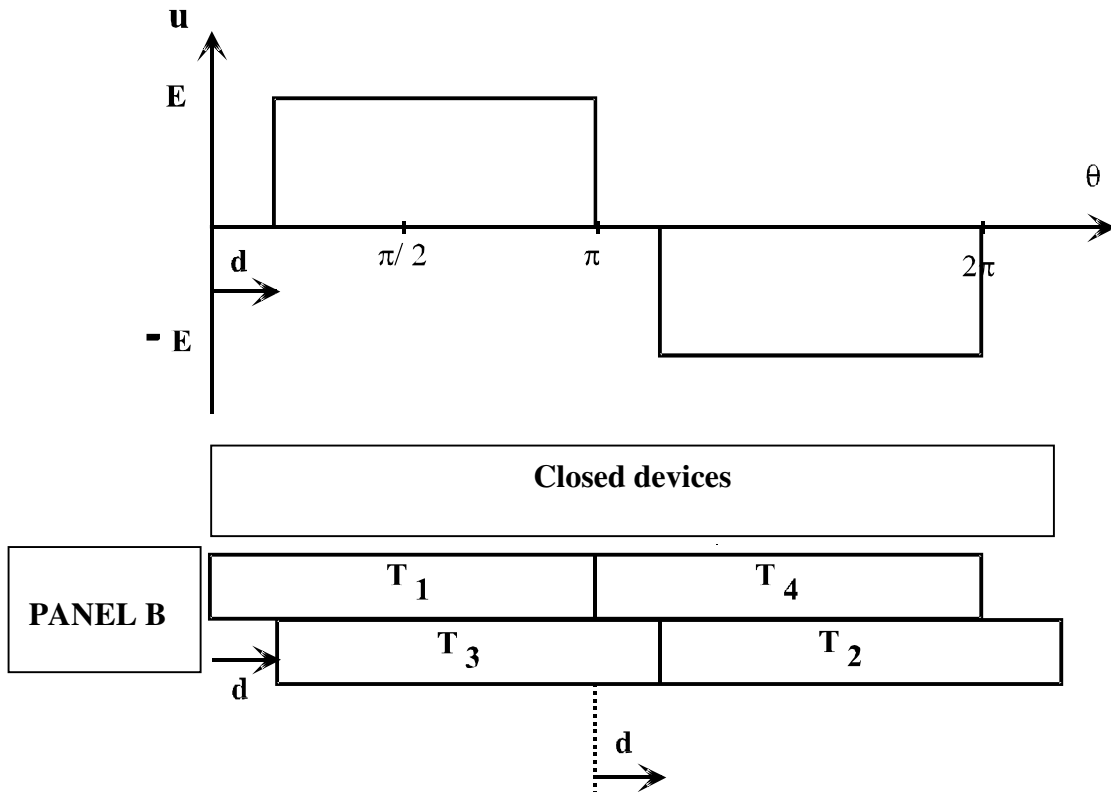 u
E
θ
π/ 2
π
2π
d
- E
Closed devices
T 1
T 4
PANEL B
T 3
T 2
d
d